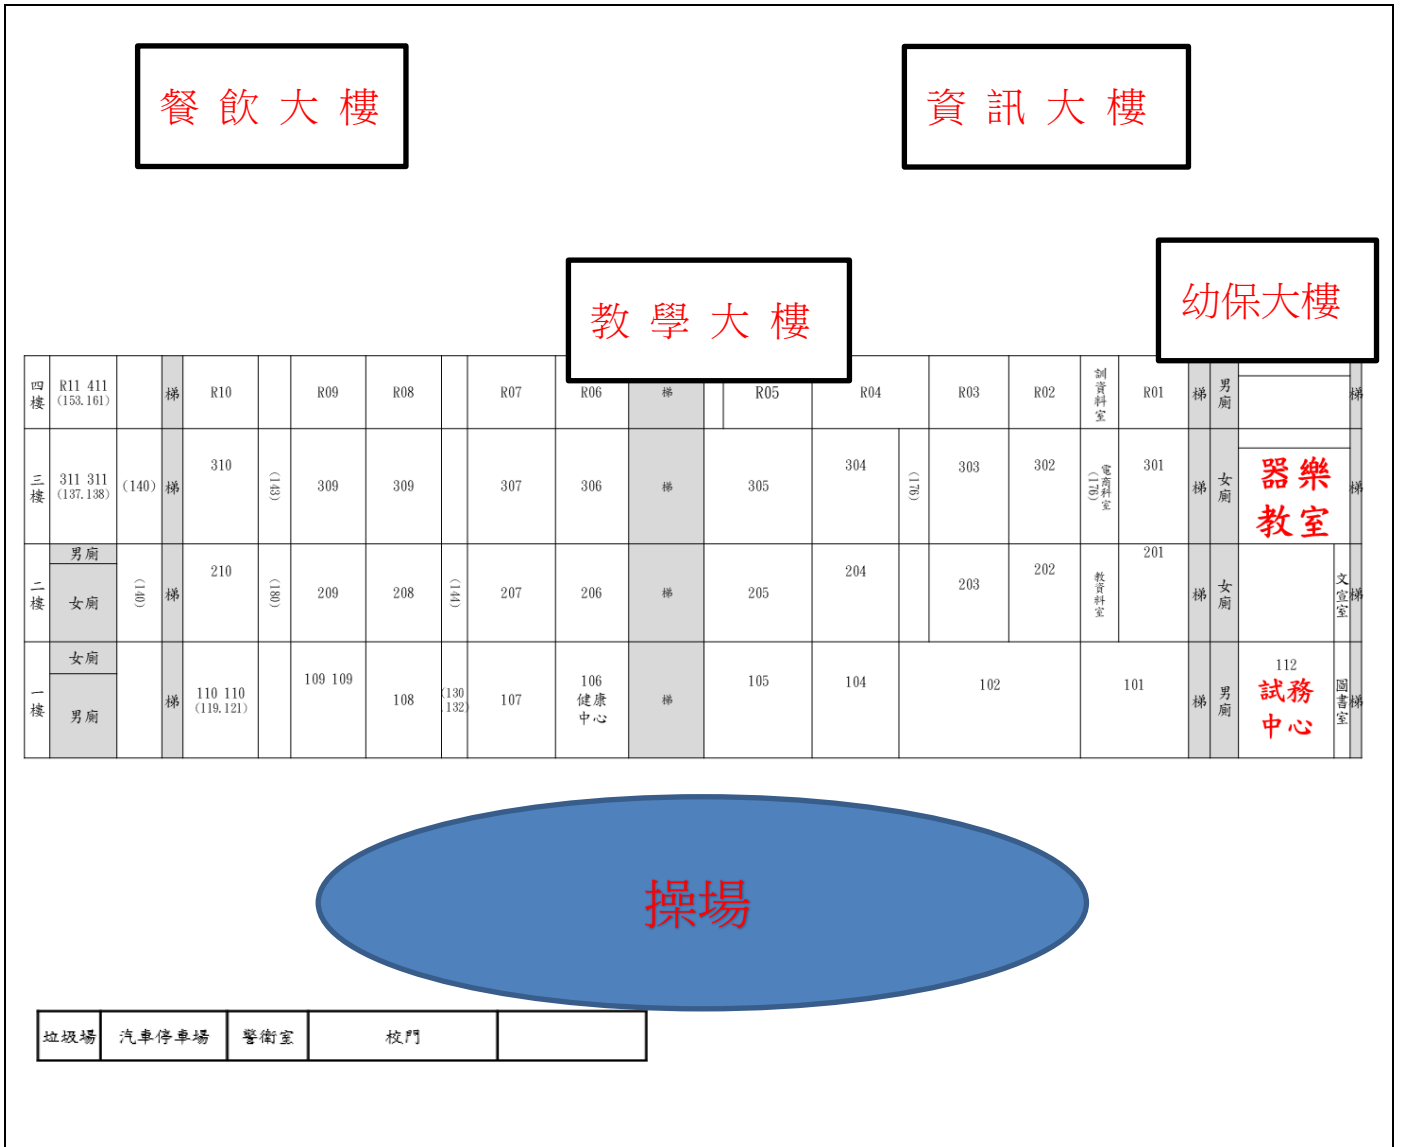 餐 飲 大 樓
資 訊 大 樓
教 學 大 樓
幼保大樓
四樓
R11 411
(153.161)
梯
R10
R09
R08
R07
R06
梯
R05
R04
R03
R02
訓資料室
R01
梯
男廁
梯
三樓
311 311
(137.138)
(140)
梯
310
(143)
309
309
307
306
梯
305
304
(176)
303
302
電商科室
(176)
301
梯
女廁
器樂
教室
梯
二樓
男廁
女廁
(140)
梯
210
(180)
209
208
(144)
207
206
梯
205
204
203
202
教資料室
201
梯
女廁
文宣室
梯
一樓
女廁
男廁
梯
110 110
(119.121)
109 109
108
(130
.132)
107
106
健康
中心
梯
105
104
102
101
梯
男廁
112
試務
中心
圖書室
梯
操場
垃圾場
汽車停車場
警衛室
校門